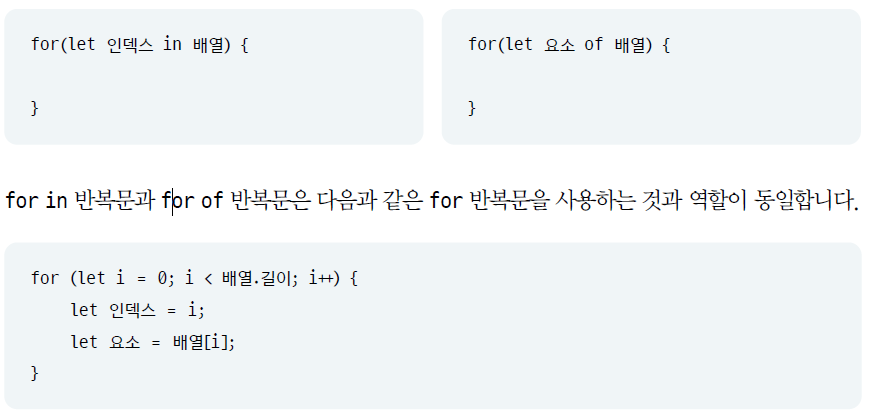 for(let 인덱스 in 배열) {
}
for(let 요소 of 배열) {
}
for in 반복문과 for of 반복문은 다음과 같은 for 반복문을 사용하는 것과 역할이 동일합니다.
for (let i = 0; i < 배열.길이; i++) {
    let 인덱스 = i;
    let 요소 = 배열[i];
}